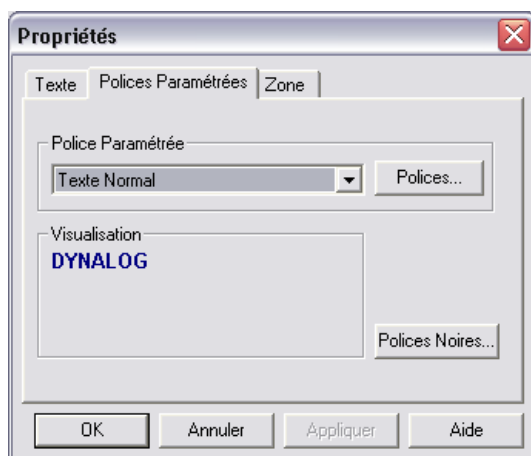 Propriétés
Texte Polices Paramétrées Zone
Police Paramétrée
Texte Normal Polices...
Visualisation
DYNALOG
Polices Noires...
OK Annuler Appliquer Aide